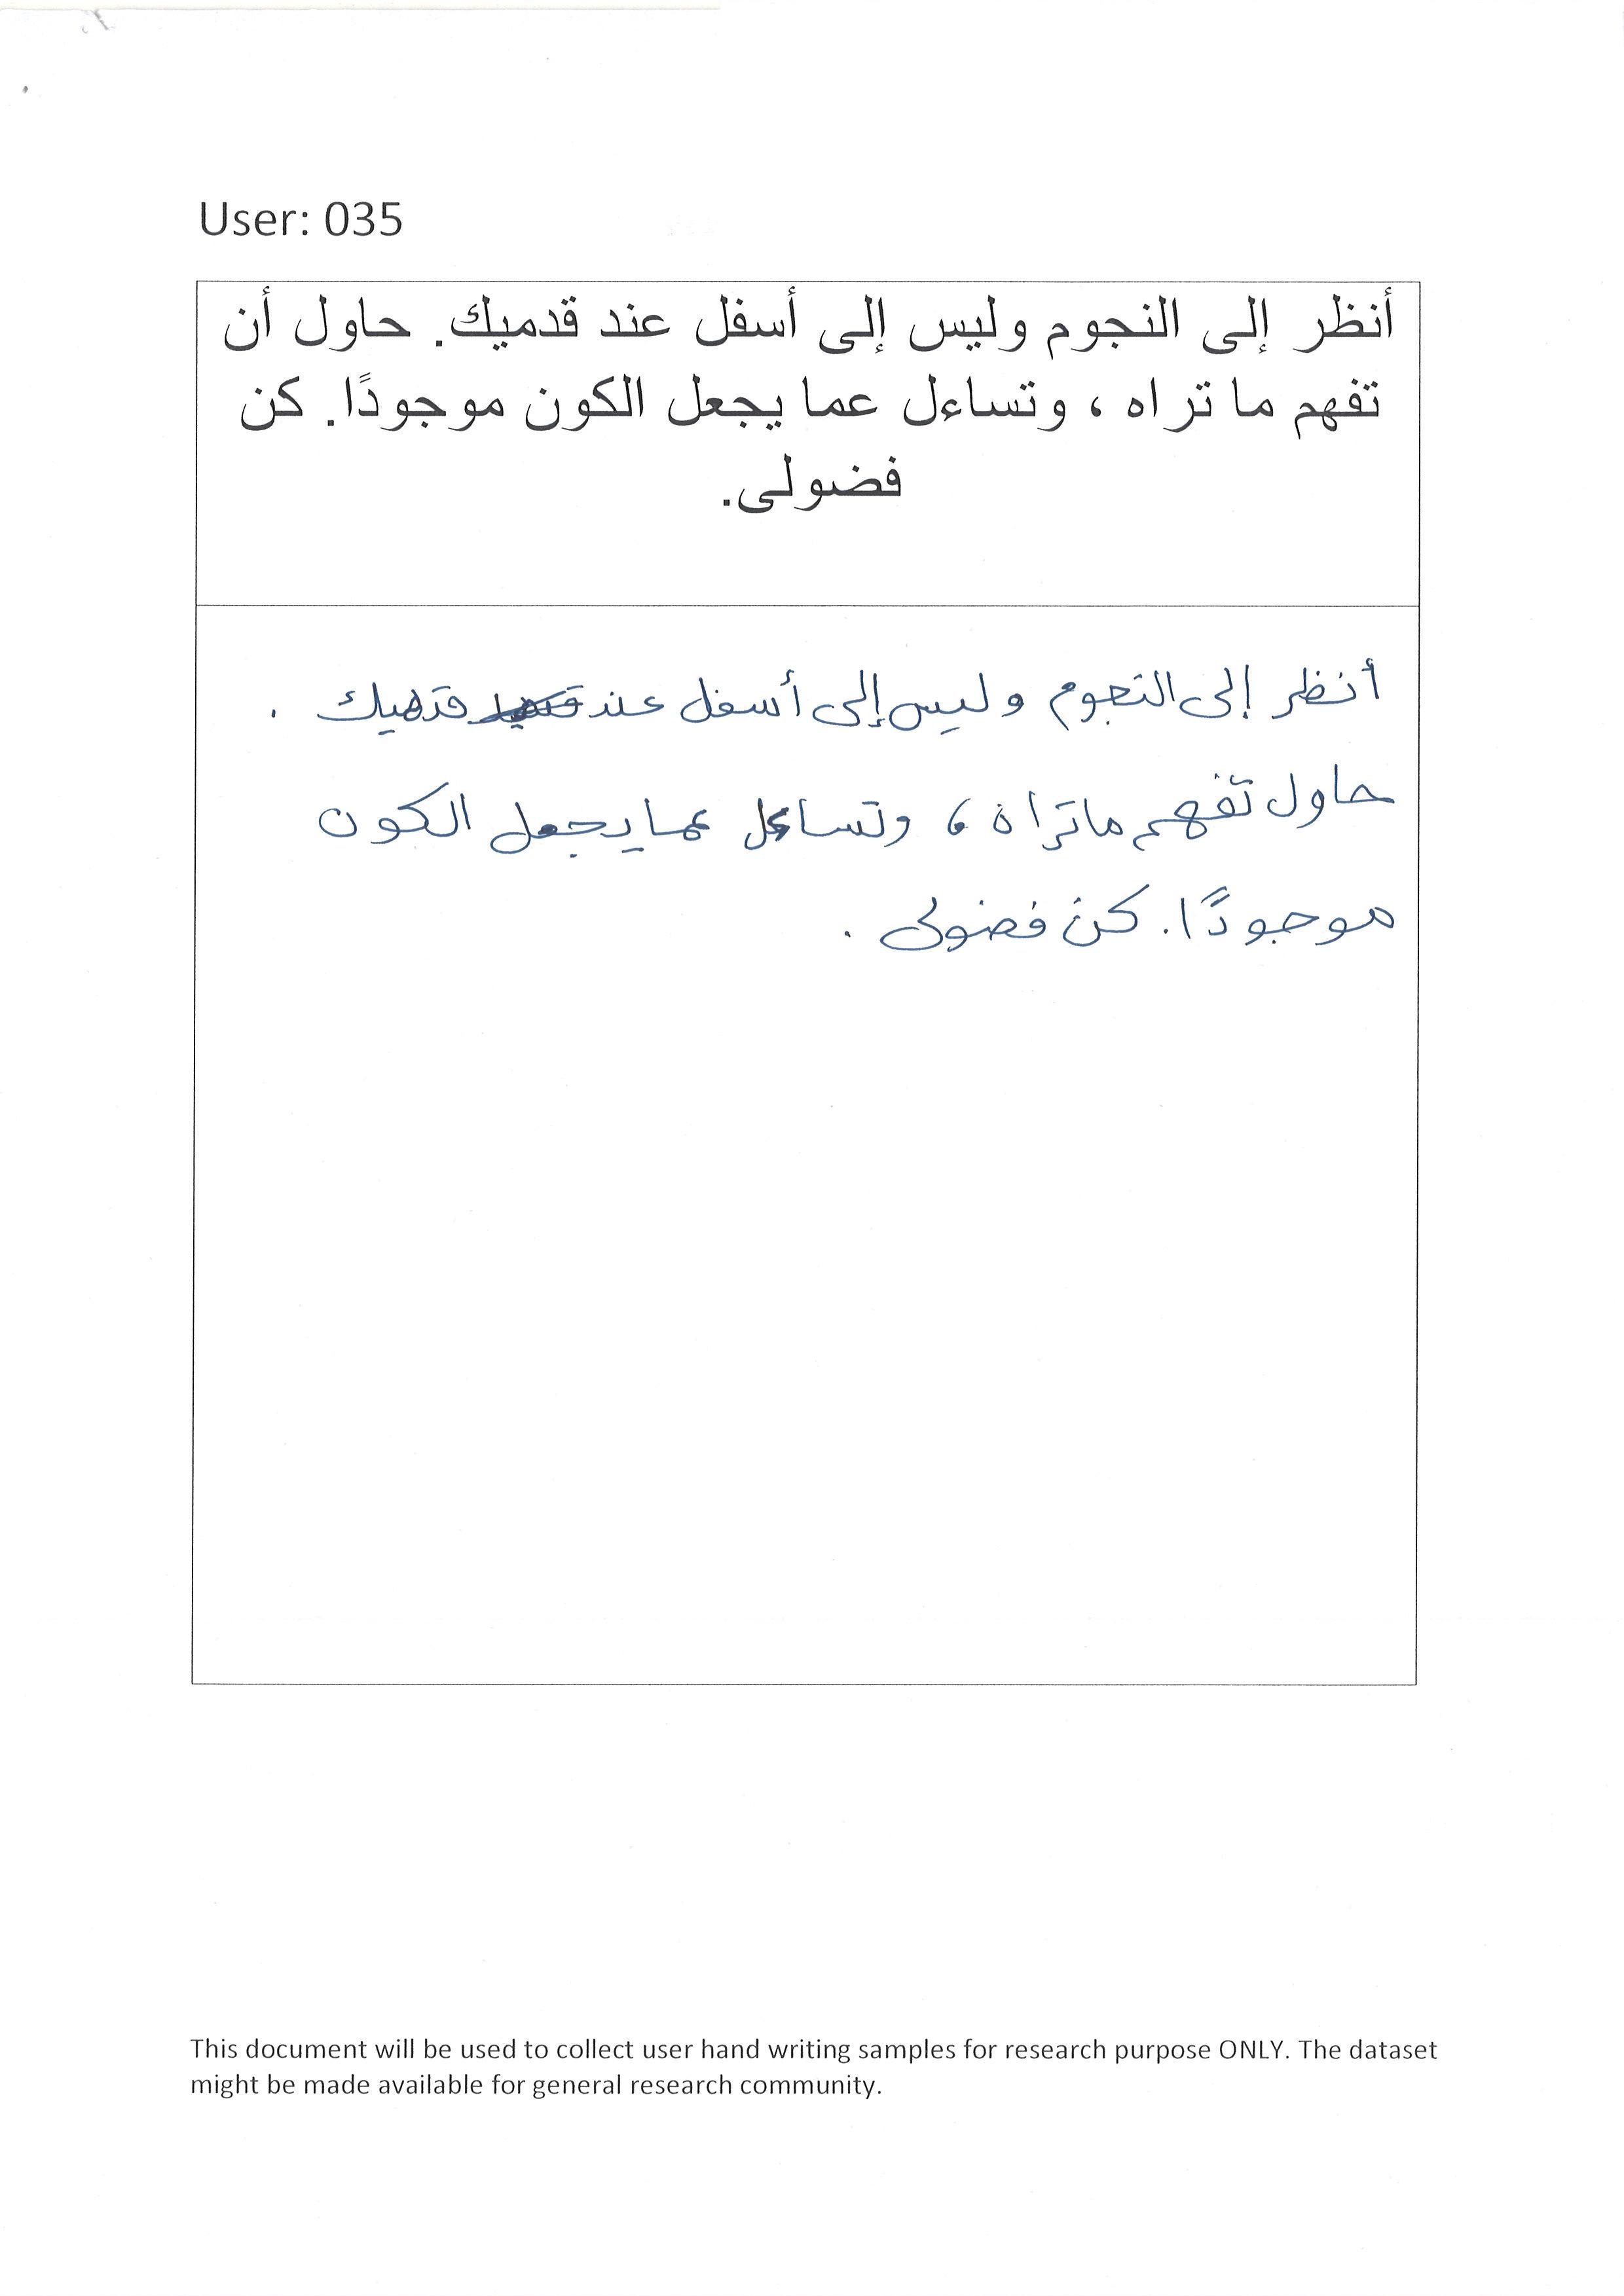 User: 035
أنظر إلى النجوم وليس إلى أسفل عند قدميك. حاول أن
تفهم ما تراه ، وتساءل عما يجعل الكون موجودًا. كن
فضولى.
أنظر إلى النجوم وليس إلى أسفل عند قدميك .
حاول تفهم ماتراه ، وتساءل عما يجعل الكون
موجودًا. كن فضولى .
This document will be used to collect user hand writing samples for research purpose ONLY. The dataset
might be made available for general research community.